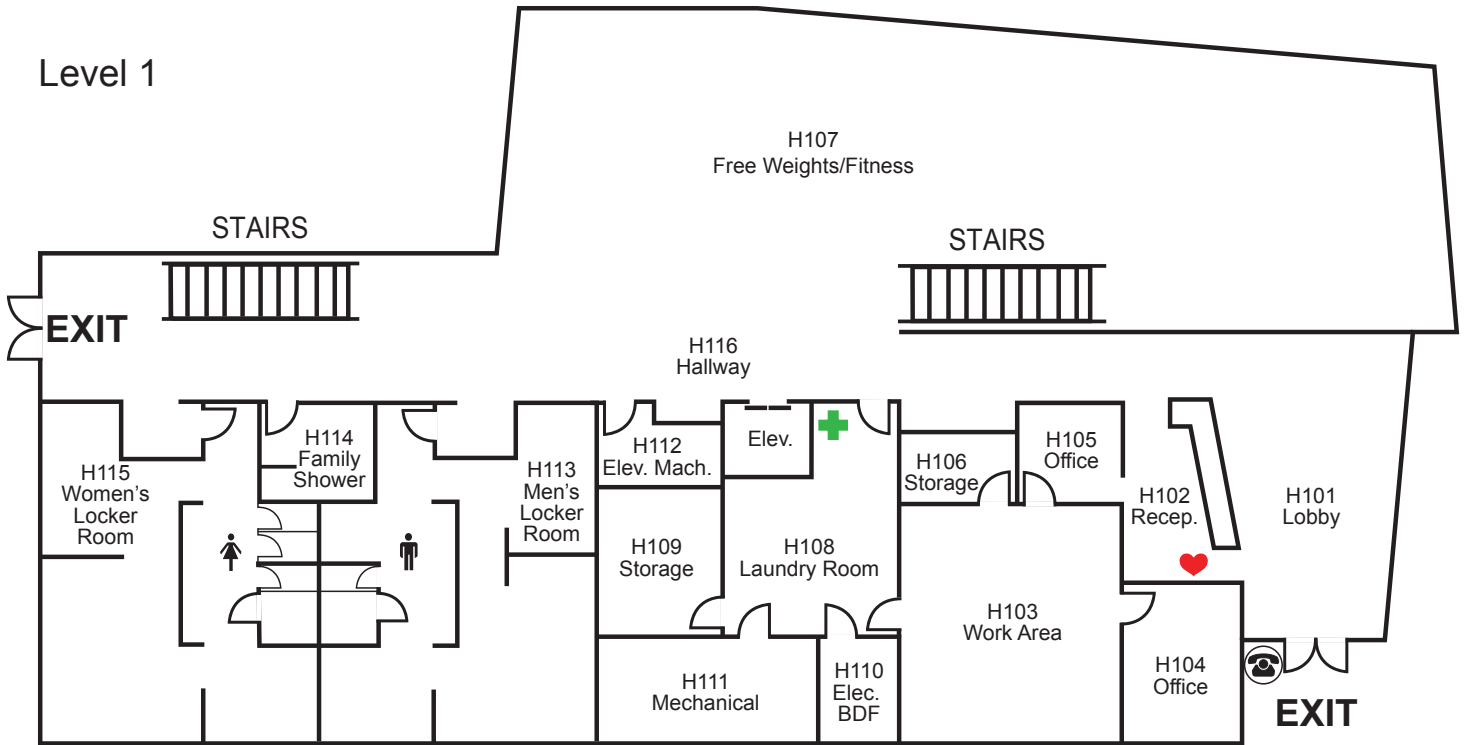 Level 1
H107
Free Weights/Fitness
STAIRS
STAIRS
EXIT
H116
Hallway
H115
Women's
Locker
Room
H114
Family
Shower
H113
Men's
Locker
Room
H112
Elev. Mach.
Elev.
H109
Storage
H108
Laundry Room
H106
Storage
H105
Office
H102
Recep.
H101
Lobby
H103
Work Area
H111
Mechanical
H110
Elec.
BDF
H104
Office
EXIT